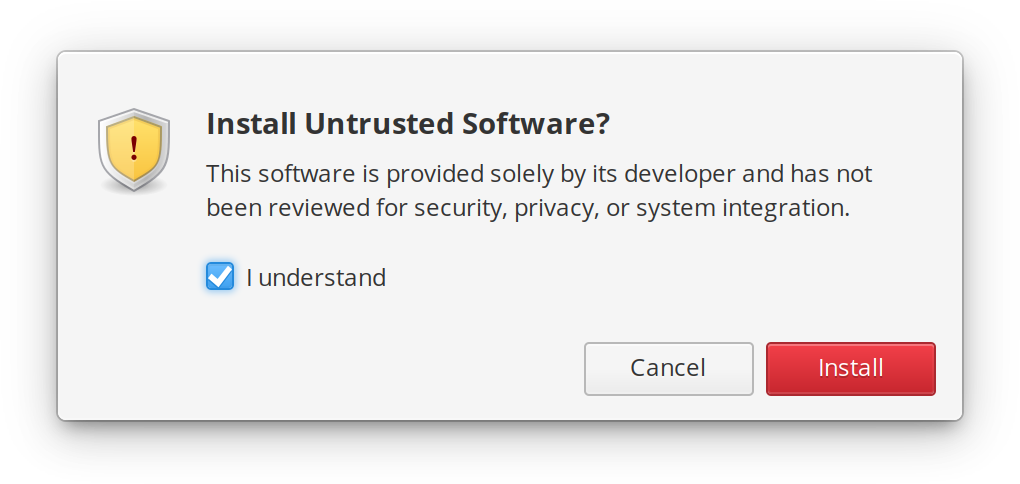 Install Untrusted Software?
This software is provided solely by its developer and has not
been reviewed for security, privacy, or system integration.
I understand
Cancel Install